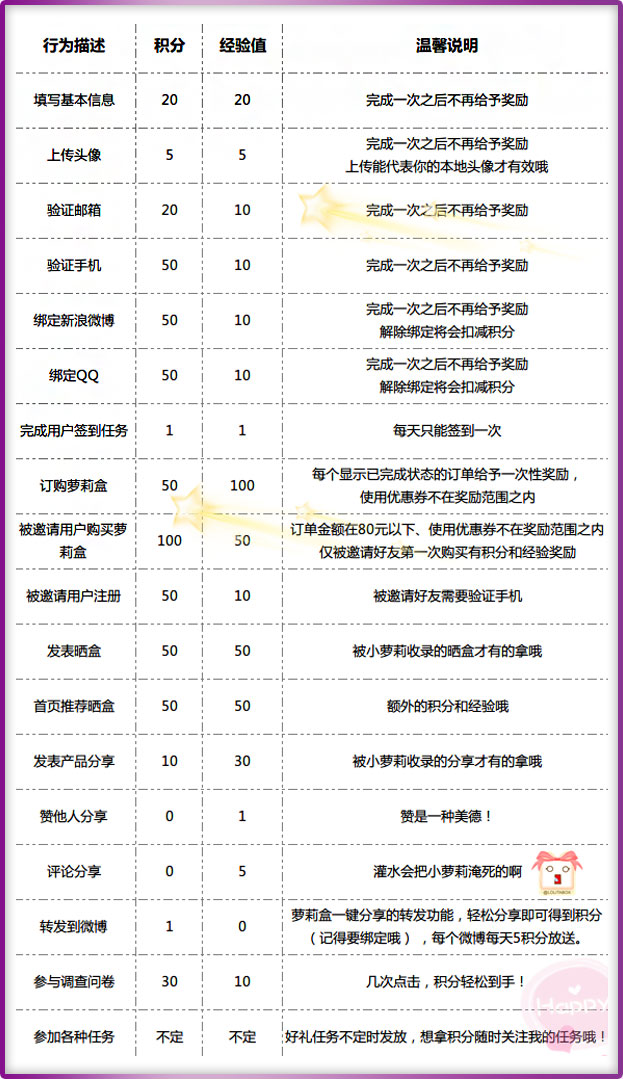 行为描述 积分 经验值 温馨说明
填写基本信息 20 20 完成一次之后不再给予奖励
上传头像 5 5 完成一次之后不再给予奖励
上传能代表你的本地头像才有效哦
验证邮箱 20 10 完成一次之后不再给予奖励
验证手机 50 10 完成一次之后不再给予奖励
绑定新浪微博 50 10 完成一次之后不再给予奖励
解除绑定将会扣减积分
绑定QQ 50 10 完成一次之后不再给予奖励
解除绑定将会扣减积分
完成用户签到任务 1 1 每天只能签到一次
订购萝莉盒 50 100 每个显示已完成状态的订单给予一次性奖励，
使用优惠券不在奖励范围之内
被邀请用户购买萝
莉盒 100 50 订单金额在80元以下、使用优惠券不在奖励范围之内
仅被邀请好友第一次购买有积分和经验奖励
被邀请用户注册 50 10 被邀请好友需要验证手机
发表晒盒 50 50 被小萝莉收录的晒盒才有的拿哦
首页推荐晒盒 50 50 额外的积分和经验哦
发表产品分享 10 30 被小萝莉收录的分享才有的拿哦
赞他人分享 0 1 赞是一种美德！
评论分享 0 5 灌水会把小萝莉淹死的啊
转发到微博 1 0 萝莉盒一键分享的转发功能，轻松分享即可得到积分
（记得要绑定哦），每个微博每天5积分放送。
参与调查问卷 30 10 几次点击，积分轻松到手！
Happy
参加各种任务 不定 不定 好礼任务不定时发放，想拿积分随时关注我的任务哦！